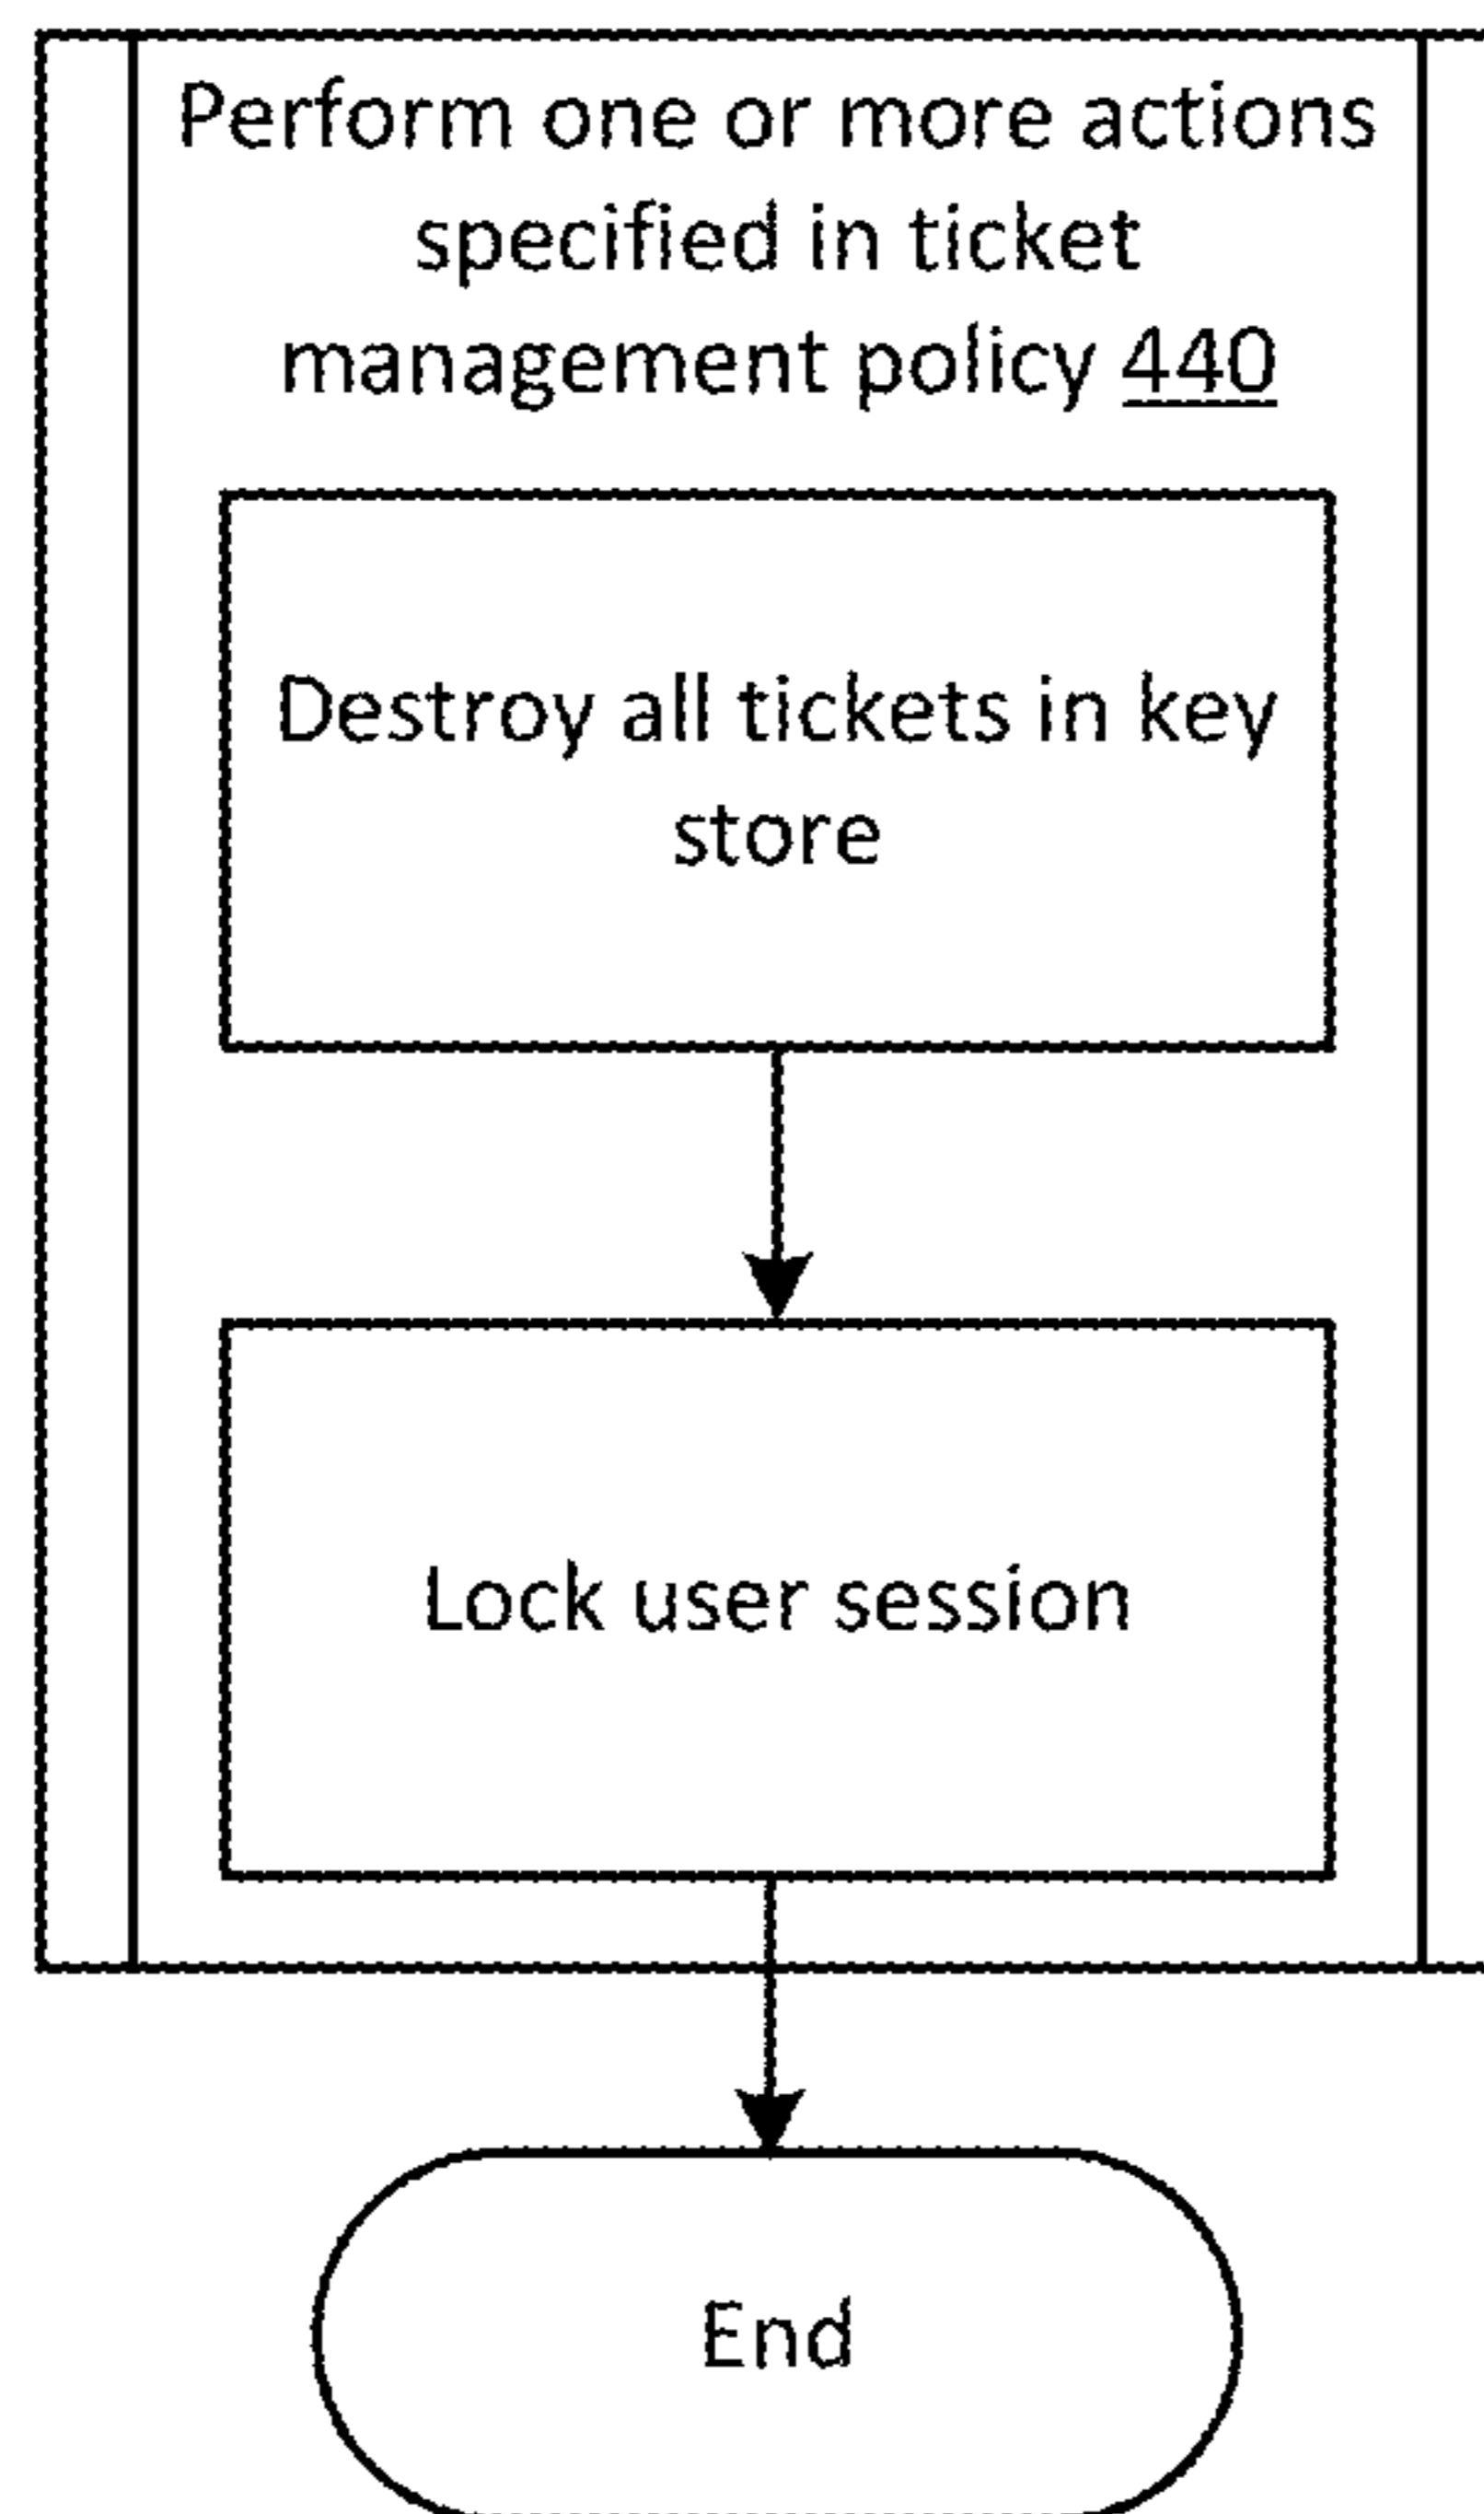 Perform one or more actions
specified in ticket
management policy 440
Destroy all tickets in key
store
Lock user session
End